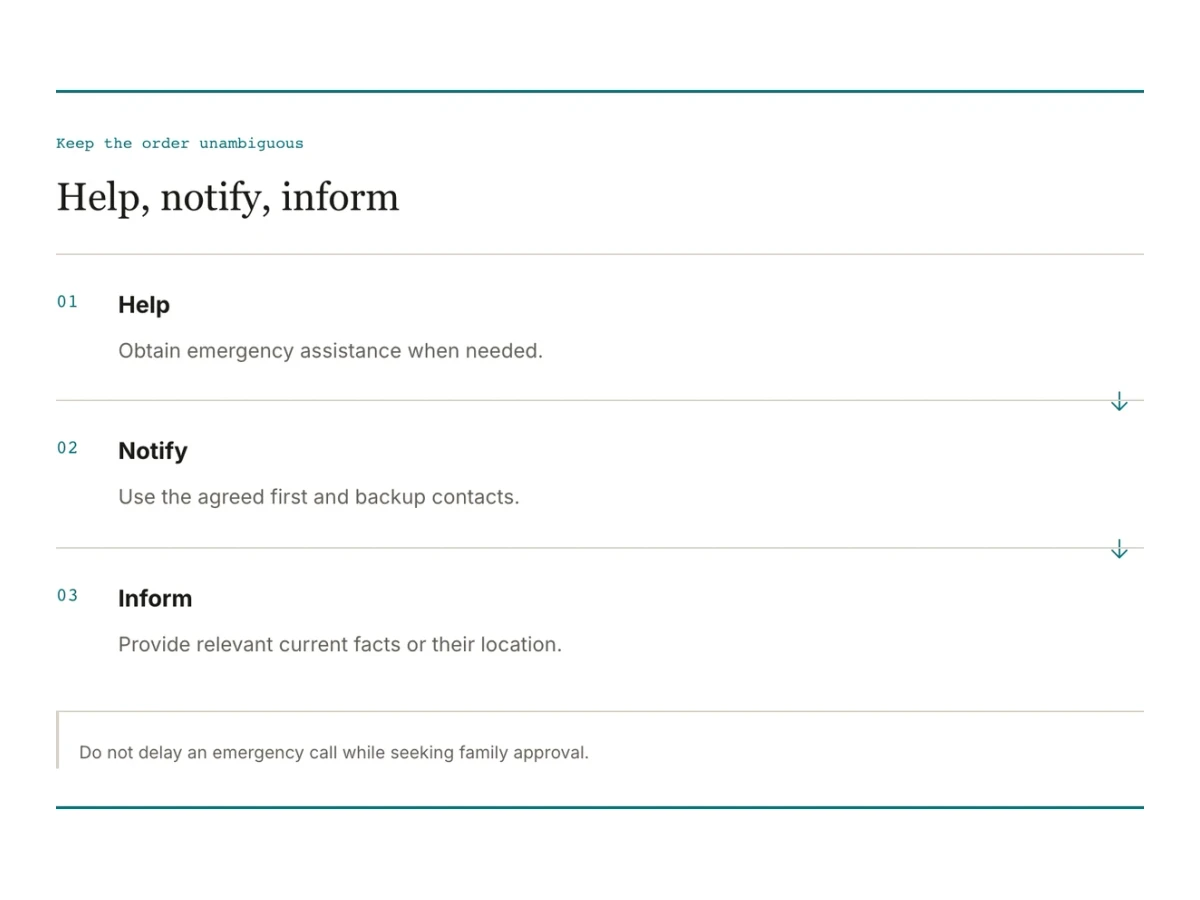 Keep the order unambiguous
Help, notify, inform
01
Help
Obtain emergency assistance when needed.
02
Notify
Use the agreed first and backup contacts.
03
Inform
Provide relevant current facts or their location.
Do not delay an emergency call while seeking family approval.